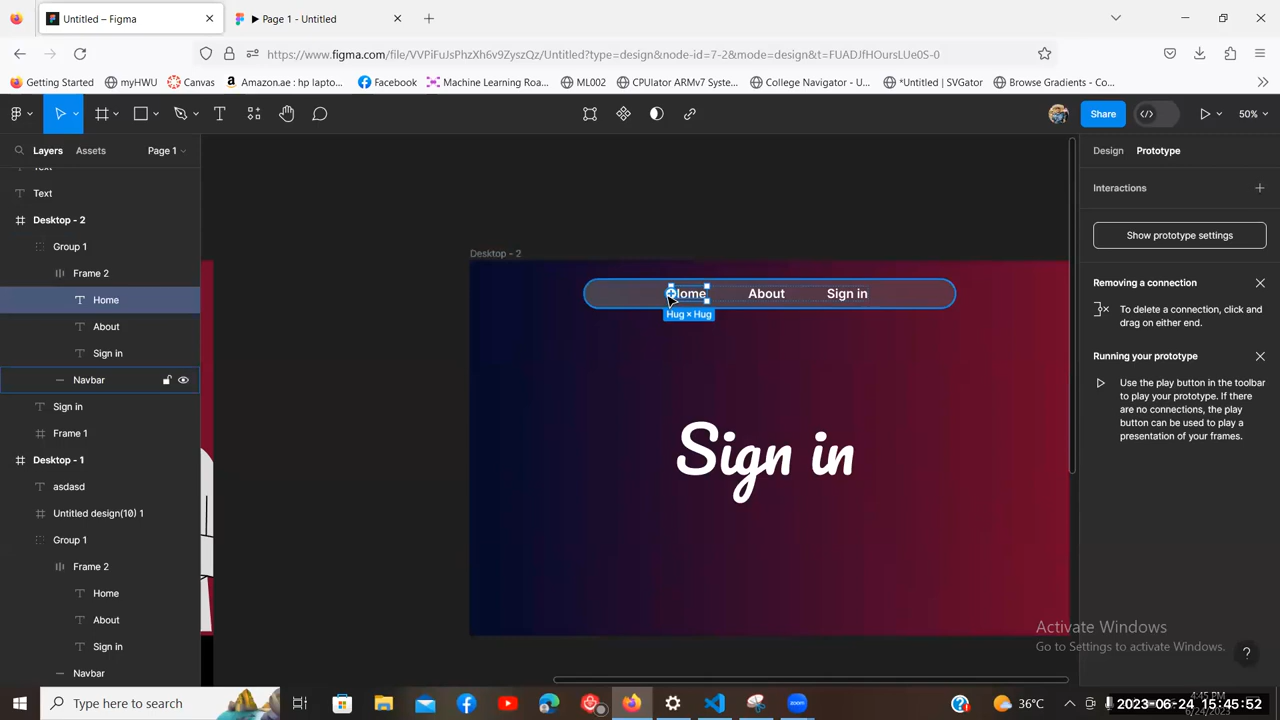 Untitled – Figma
Page 1 - Untitled
https://www.figma.com/file/VVPiFuJsPhzXh6v9ZyszQz/Untitled?type=design&node-id=7-2&mode=design&t=FUADJfHOursLUe0S-0
Getting Started
myHWU
Canvas
Amazon.ae : hp lapto...
Facebook
Machine Learning Roa...
ML002
CPUlator ARMv7 Syst...
College Navigator - U...
*Untitled | SVGator
Browse Gradients - Co...
Share
50%
Layers
Assets
Page 1
Design
Prototype
Text
Text
Desktop - 2
Group 1
Frame 2
Home
About
Sign in
Navbar
Sign in
Frame 1
Desktop - 1
asdasd
Untitled design(10) 1
Group 1
Frame 2
Home
About
Sign in
Navbar
Desktop - 2
Home
About
Sign in
Hug × Hug
Sign in
Interactions
Show prototype settings
Removing a connection
To delete a connection, click and
drag on either end.
Running your prototype
Use the play button in the toolbar
to play your prototype. If there
are no connections, the play
button can be used to play a
presentation of your frames.
Activate Windows
Go to Settings to activate Windows.
?
Type here to search
zoom
36°C
4:45 PM
2023-06-24 15:45:52